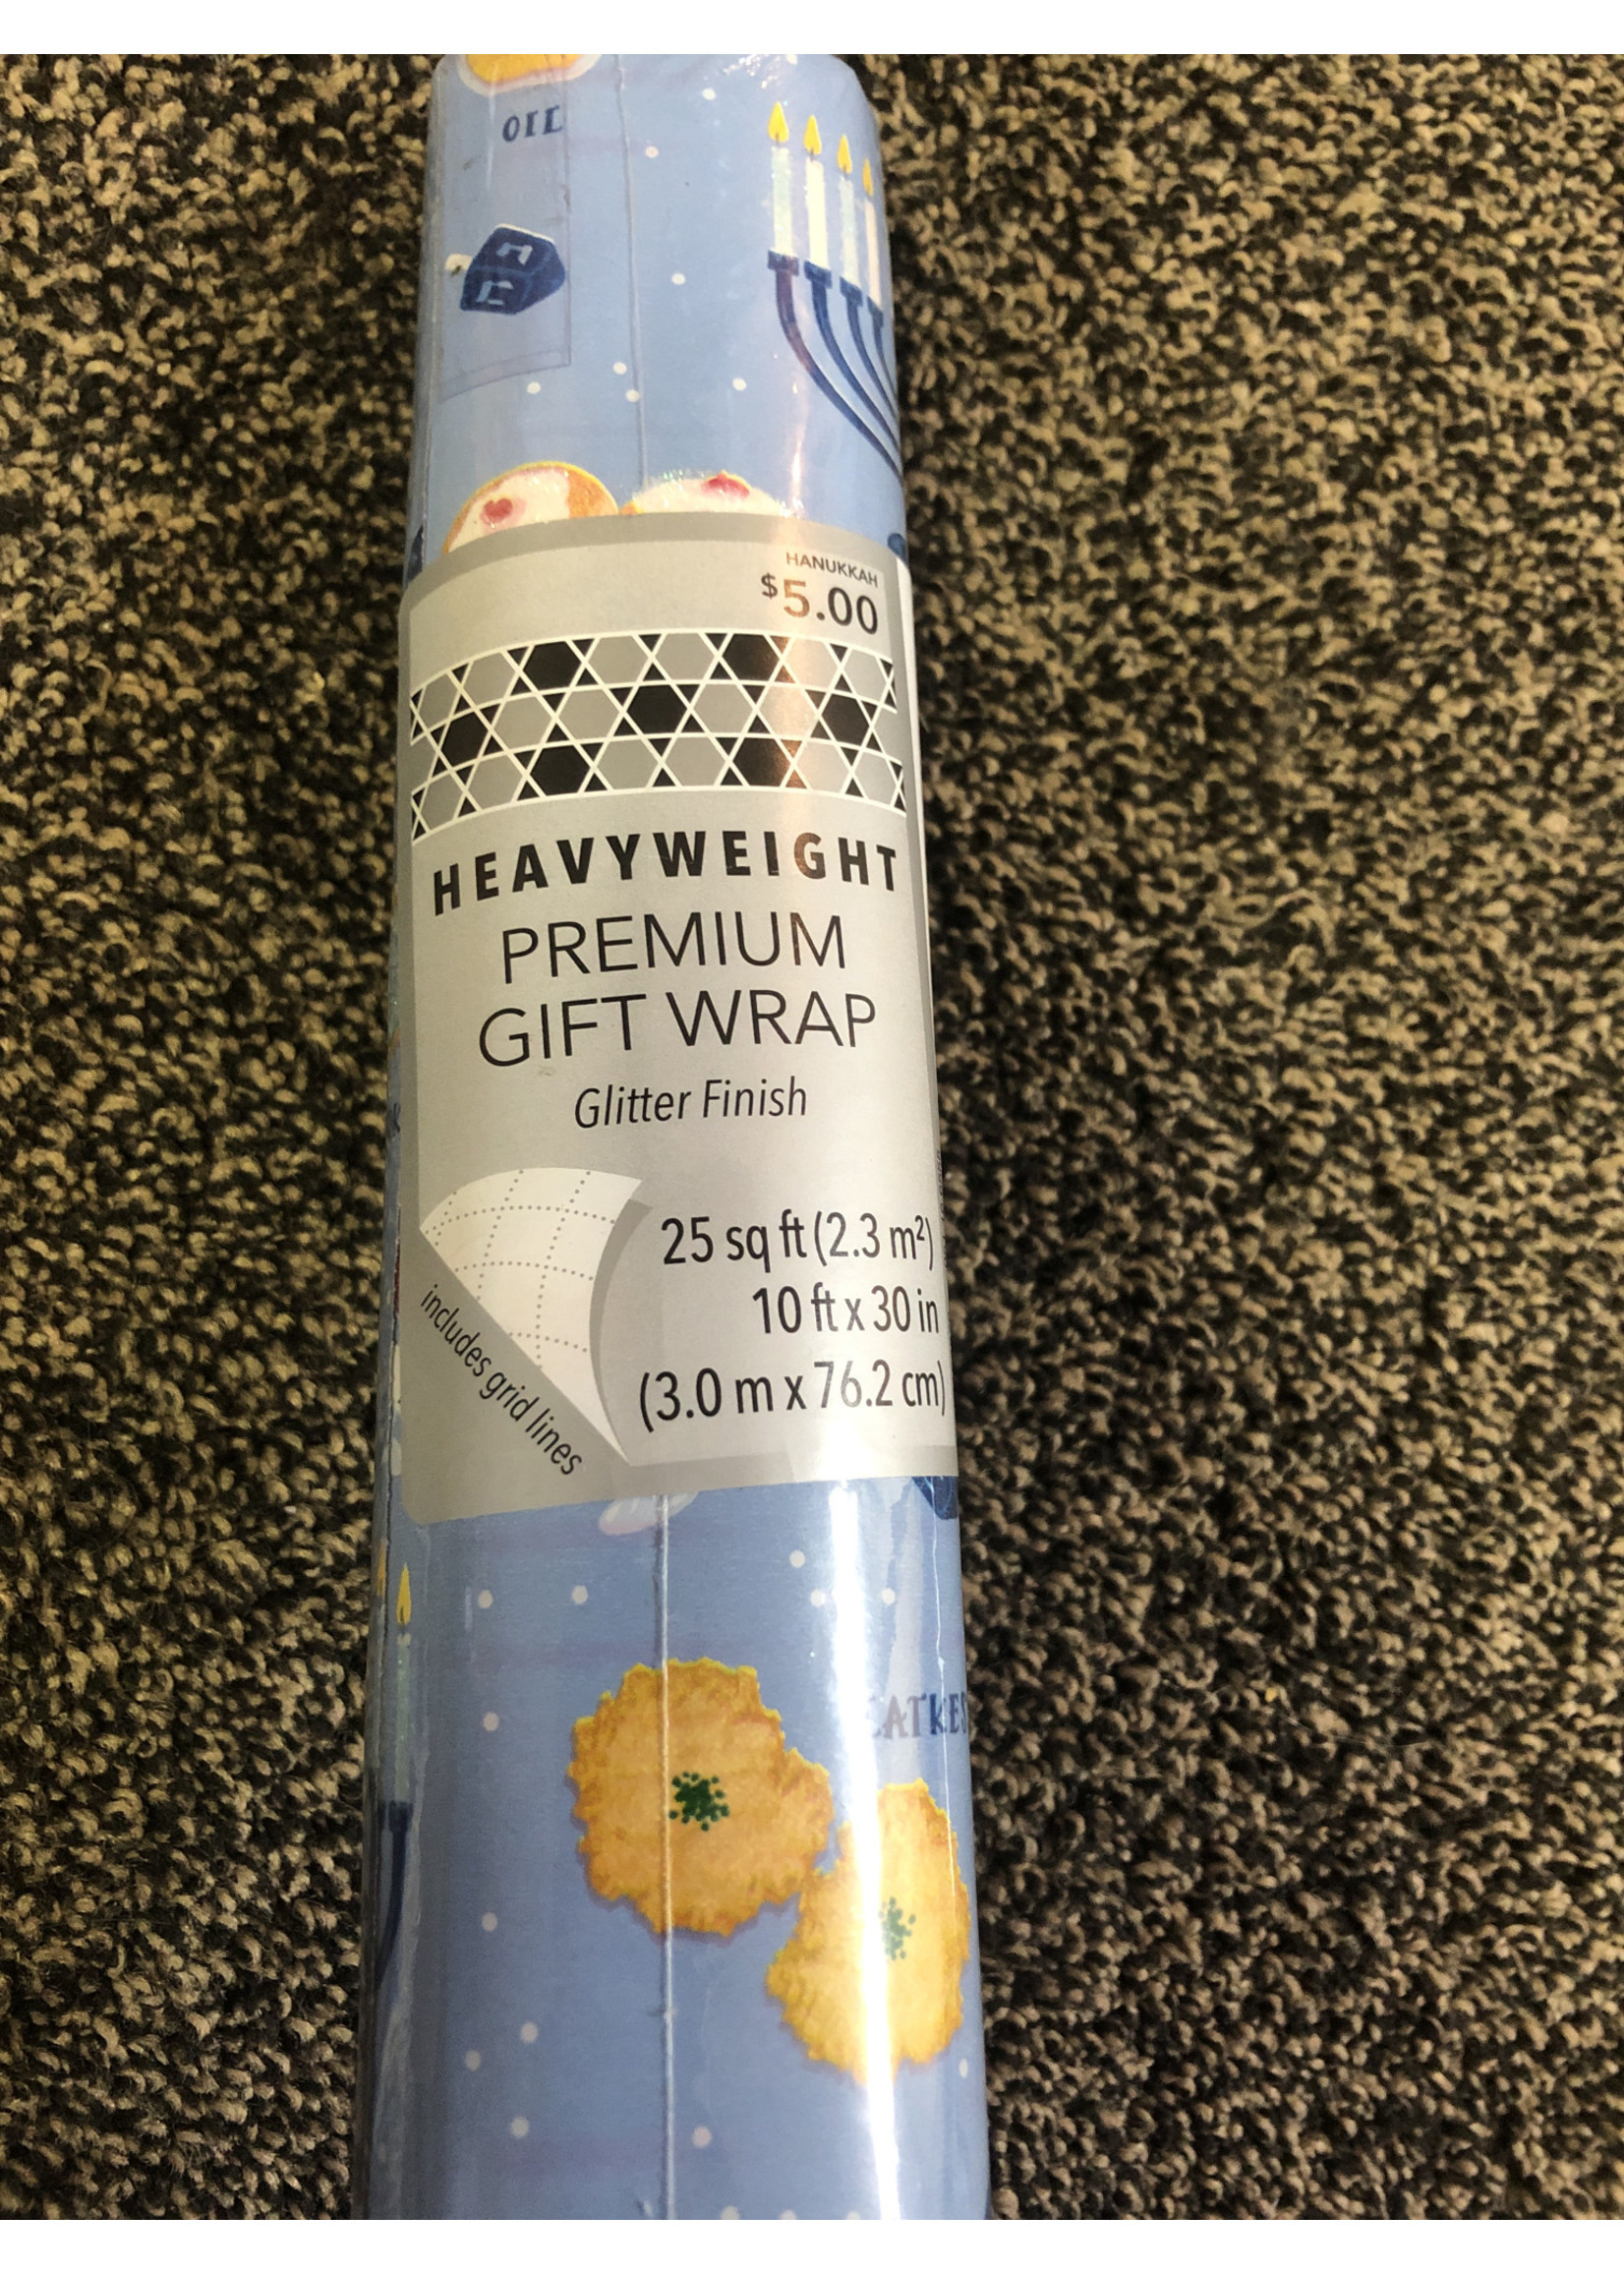 OIL
HANUKKAH
$5.00
HEAVYWEIGHT
PREMIUM
GIFT WRAP
Glitter Finish
25 sq ft (2.3 m²)
10 ft x 30 in
(3.0 m x 76.2 cm)
includes grid lines
ATKES